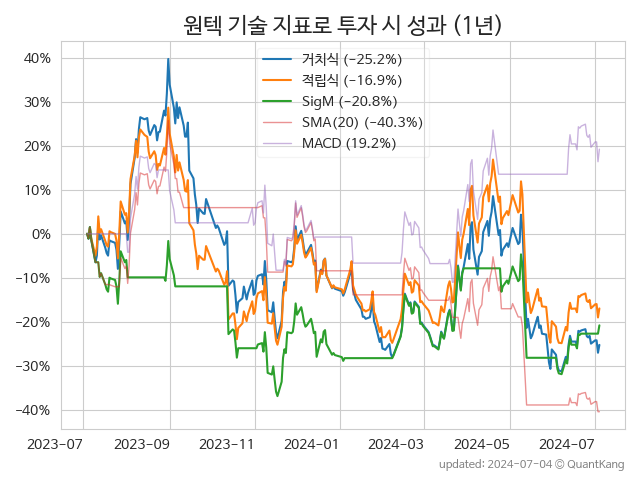 원텍 기술 지표로 투자 시 성과 (1년)
거치식 (−25.2%)
적립식 (−16.9%)
SigM (−20.8%)
SMA(20) (−40.3%)
MACD (19.2%)
40%
30%
20%
10%
0%
−10%
−20%
−30%
−40%
2023-07 2023-09 2023-11 2024-01 2024-03 2024-05 2024-07
updated: 2024-07-04 © QuantKang